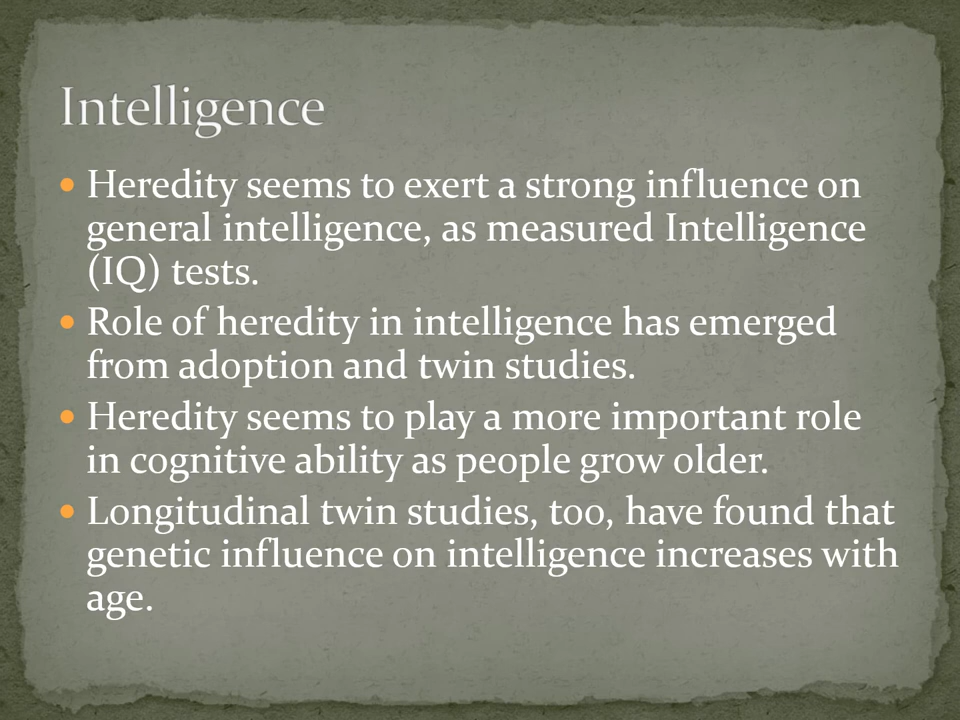 Intelligence
• Heredity seems to exert a strong influence on
general intelligence, as measured Intelligence
(IQ) tests.
• Role of heredity in intelligence has emerged
from adoption and twin studies.
• Heredity seems to play a more important role
in cognitive ability as people grow older.
• Longitudinal twin studies, too, have found that
genetic influence on intelligence increases with
age.